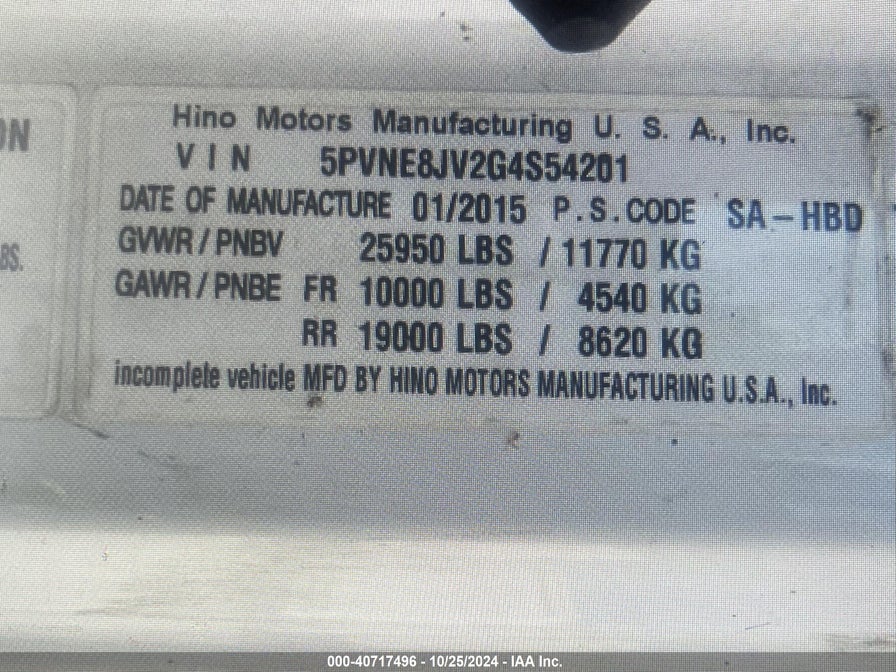 ON
BS.
Hino Motors Manufacturing U. S. A., Inc.
VIN 5PVNE8JV2G4S54201
DATE OF MANUFACTURE 01/2015 P.S.CODE SA-HBD
GVWR/PNBV 25950 LBS / 11770 KG
GAWR/PNBE FR 10000 LBS / 4540 KG
RR 19000 LBS / 8620 KG
incomplete vehicle MFD BY HINO MOTORS MANUFACTURING U.S.A., Inc.
000-40717496 - 10/25/2024 - IAA Inc.